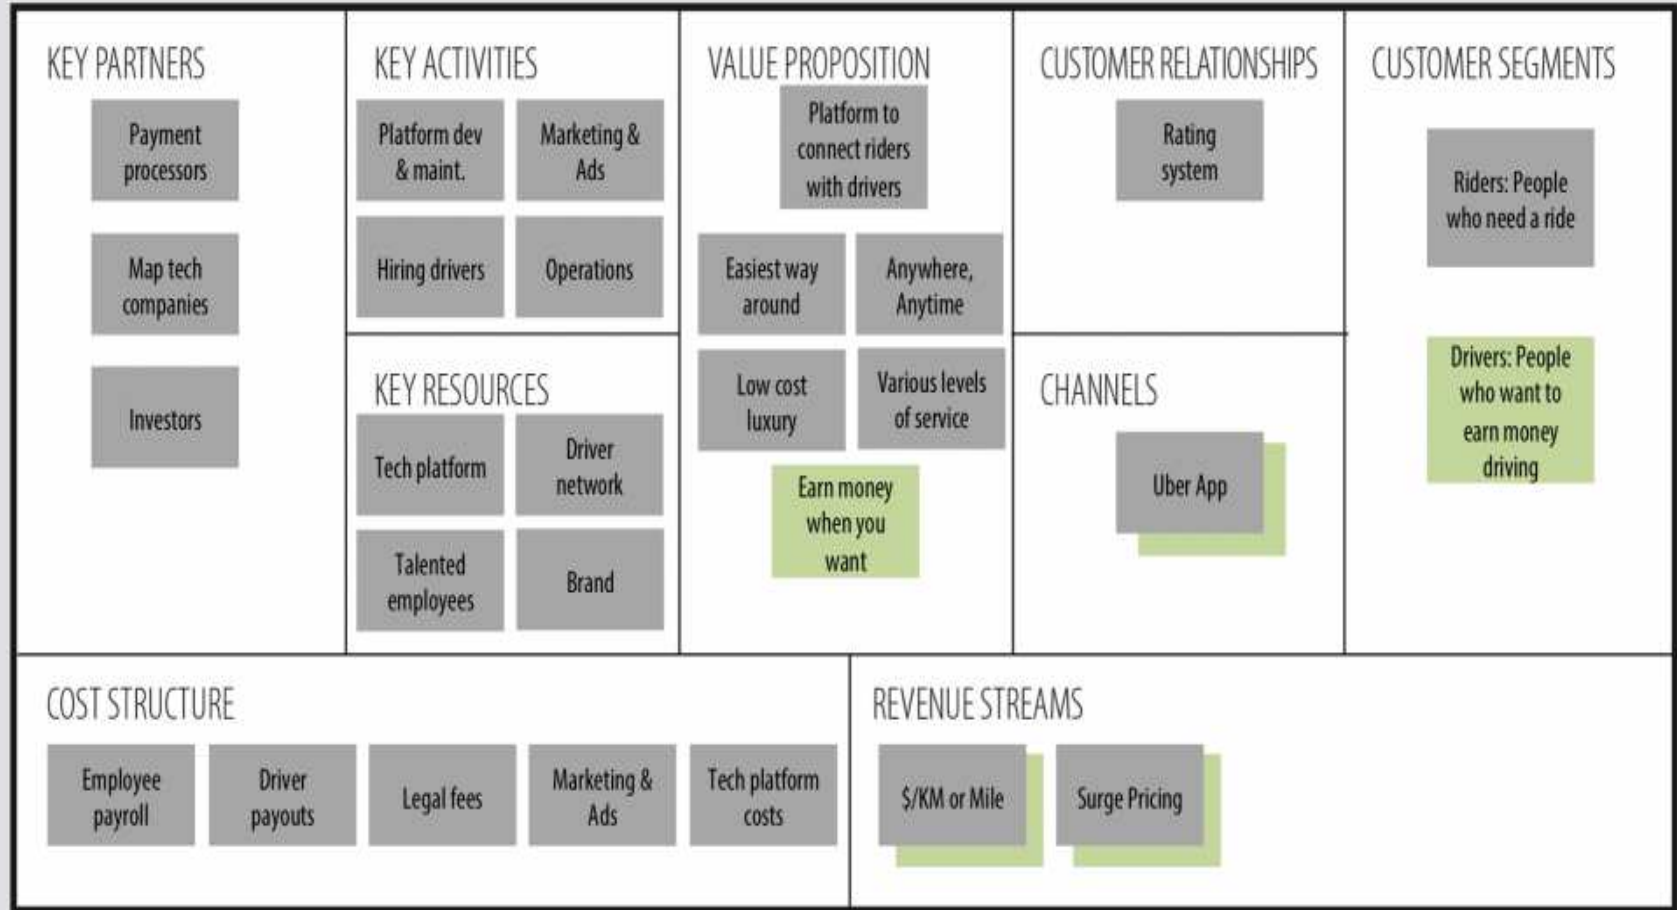 KEY PARTNERS
Payment
processors
Map tech
companies
Investors
KEY ACTIVITIES
Platform dev
& maint.
Marketing &
Ads
Hiring drivers
Operations
KEY RESOURCES
Tech platform
Driver
network
Talented
employees
Brand
VALUE PROPOSITION
Platform to
connect riders
with drivers
Easiest way
around
Anywhere,
Anytime
Low cost
luxury
Various levels
of service
Earn money
when you
want
CUSTOMER RELATIONSHIPS
Rating
system
CHANNELS
Uber App
CUSTOMER SEGMENTS
Riders: People
who need a ride
Drivers: People
who want to
earn money
driving
COST STRUCTURE
Employee
payroll
Driver
payouts
Legal fees
Marketing &
Ads
Tech platform
costs
REVENUE STREAMS
$/KM or Mile
Surge Pricing